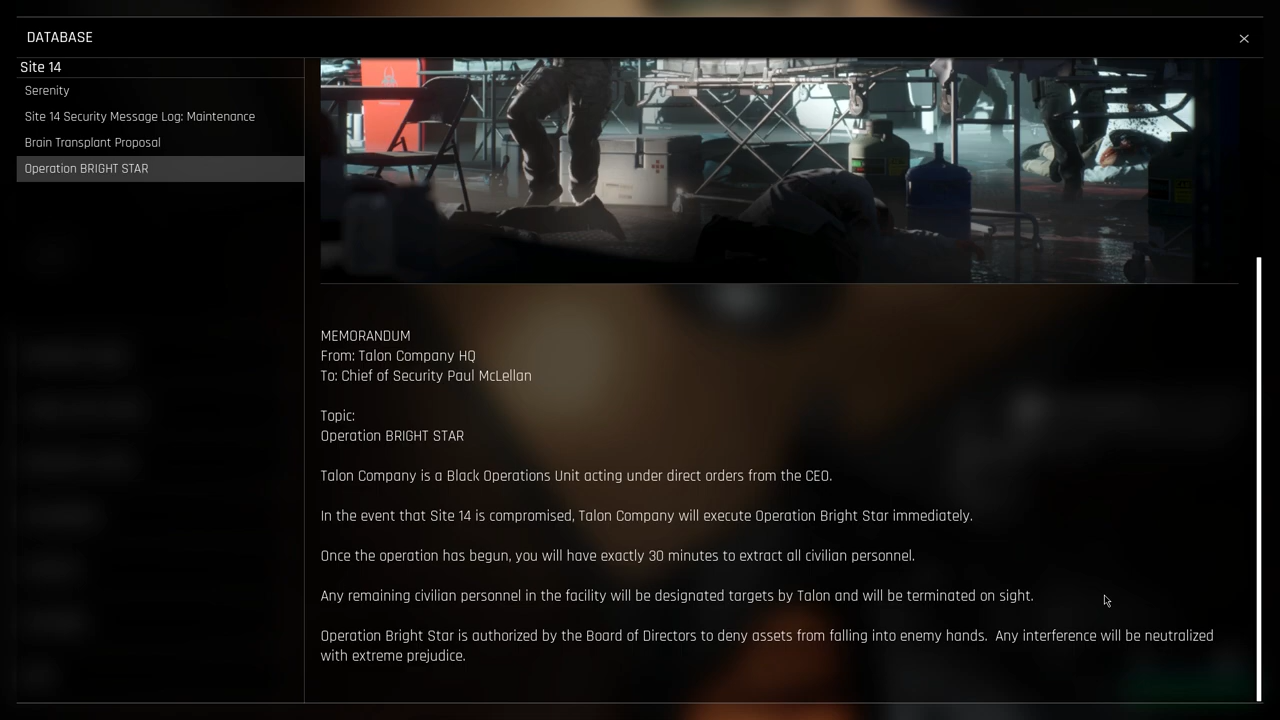 DATABASE
Site 14
Serenity
Site 14 Security Message Log: Maintenance
Brain Transplant Proposal
Operation BRIGHT STAR
MEMORANDUM
From: Talon Company HQ
To: Chief of Security Paul McLellan
Topic:
Operation BRIGHT STAR
Talon Company is a Black Operations Unit acting under direct orders from the CEO.
In the event that Site 14 is compromised, Talon Company will execute Operation Bright Star immediately.
Once the operation has begun, you will have exactly 30 minutes to extract all civilian personnel.
Any remaining civilian personnel in the facility will be designated targets by Talon and will be terminated on sight.
Operation Bright Star is authorized by the Board of Directors to deny assets from falling into enemy hands.  Any interference will be neutralized
with extreme prejudice.